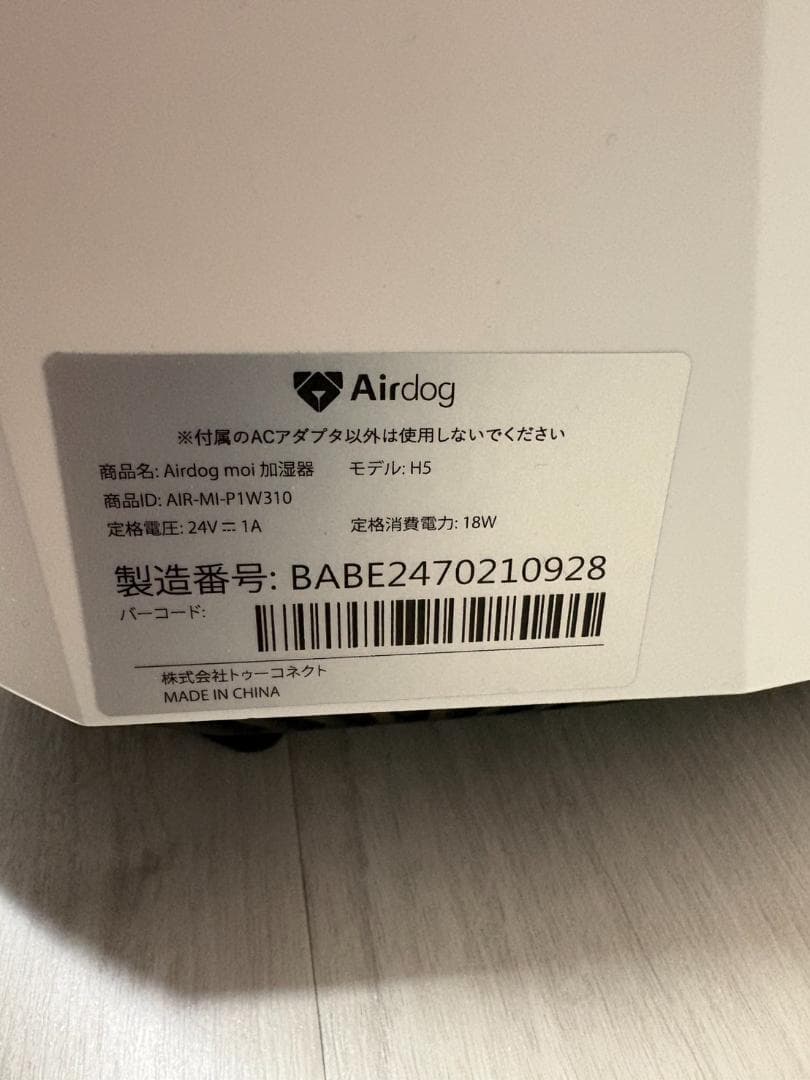 Airdog
※付属のACアダプタ以外は使用しないでください
商品名: Airdog moi 加湿器 モデル: H5
商品ID: AIR-MI-P1W310
定格電圧: 24V⎓1A 定格消費電力: 18W
製造番号: BABE2470210928
バーコード:
株式会社トゥーコネクト
MADE IN CHINA